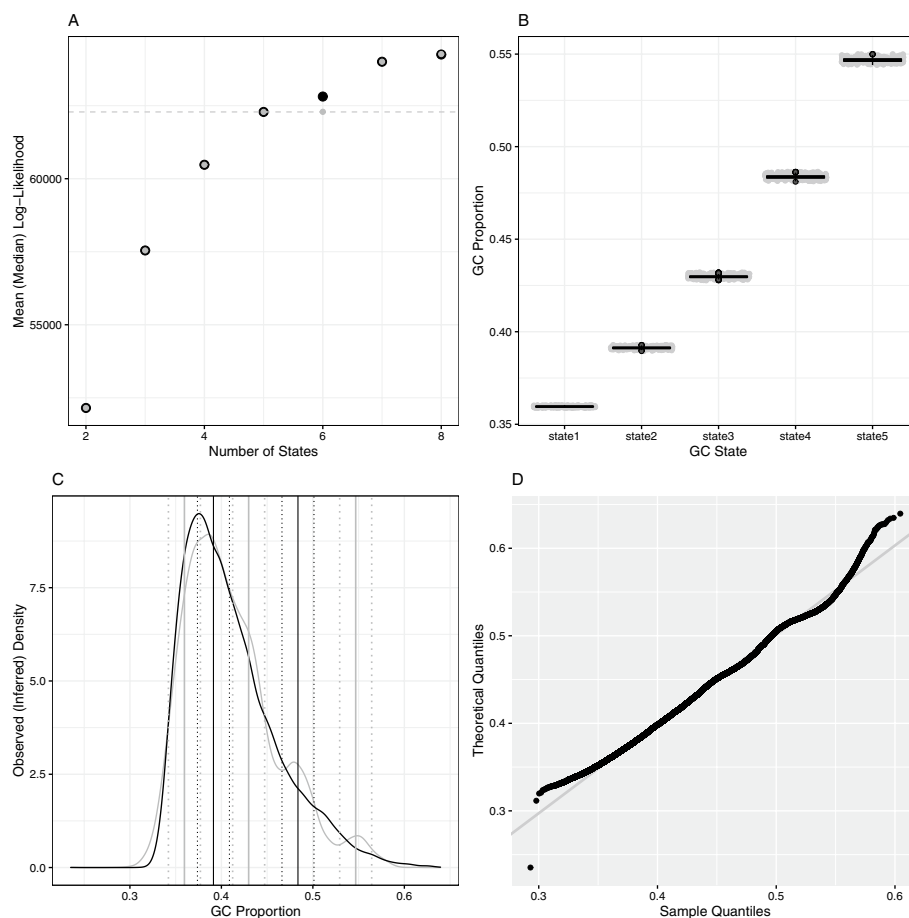 A
Mean (Median) Log−Likelihood
60000
55000
2
4
6
8
Number of States
B
GC Proportion
0.55
0.50
0.45
0.40
0.35
state1
state2
state3
state4
state5
GC State
C
Observed (Inferred) Density
7.5
5.0
2.5
0.0
0.3
0.4
0.5
0.6
GC Proportion
D
Theoretical Quantiles
0.6
0.5
0.4
0.3
0.3
0.4
0.5
0.6
Sample Quantiles